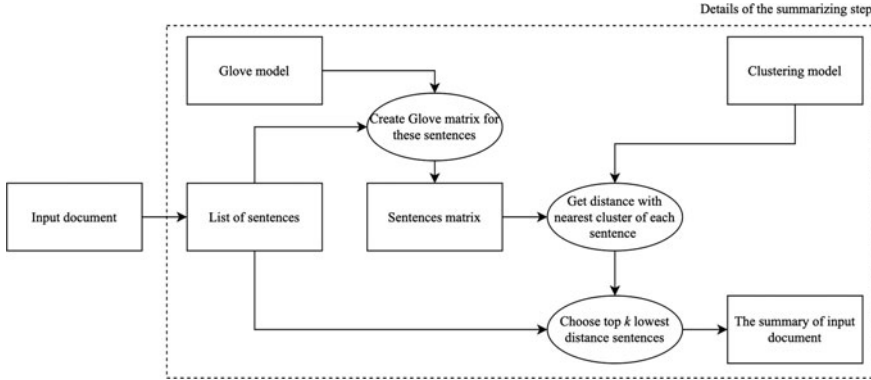 Details of the summarizing step
Glove model
Clustering model
Create Glove matrix for
these sentences
Input document
List of sentences
Sentences matrix
Get distance with
nearest cluster of each
sentence
Choose top k lowest
distance sentences
The summary of input
document